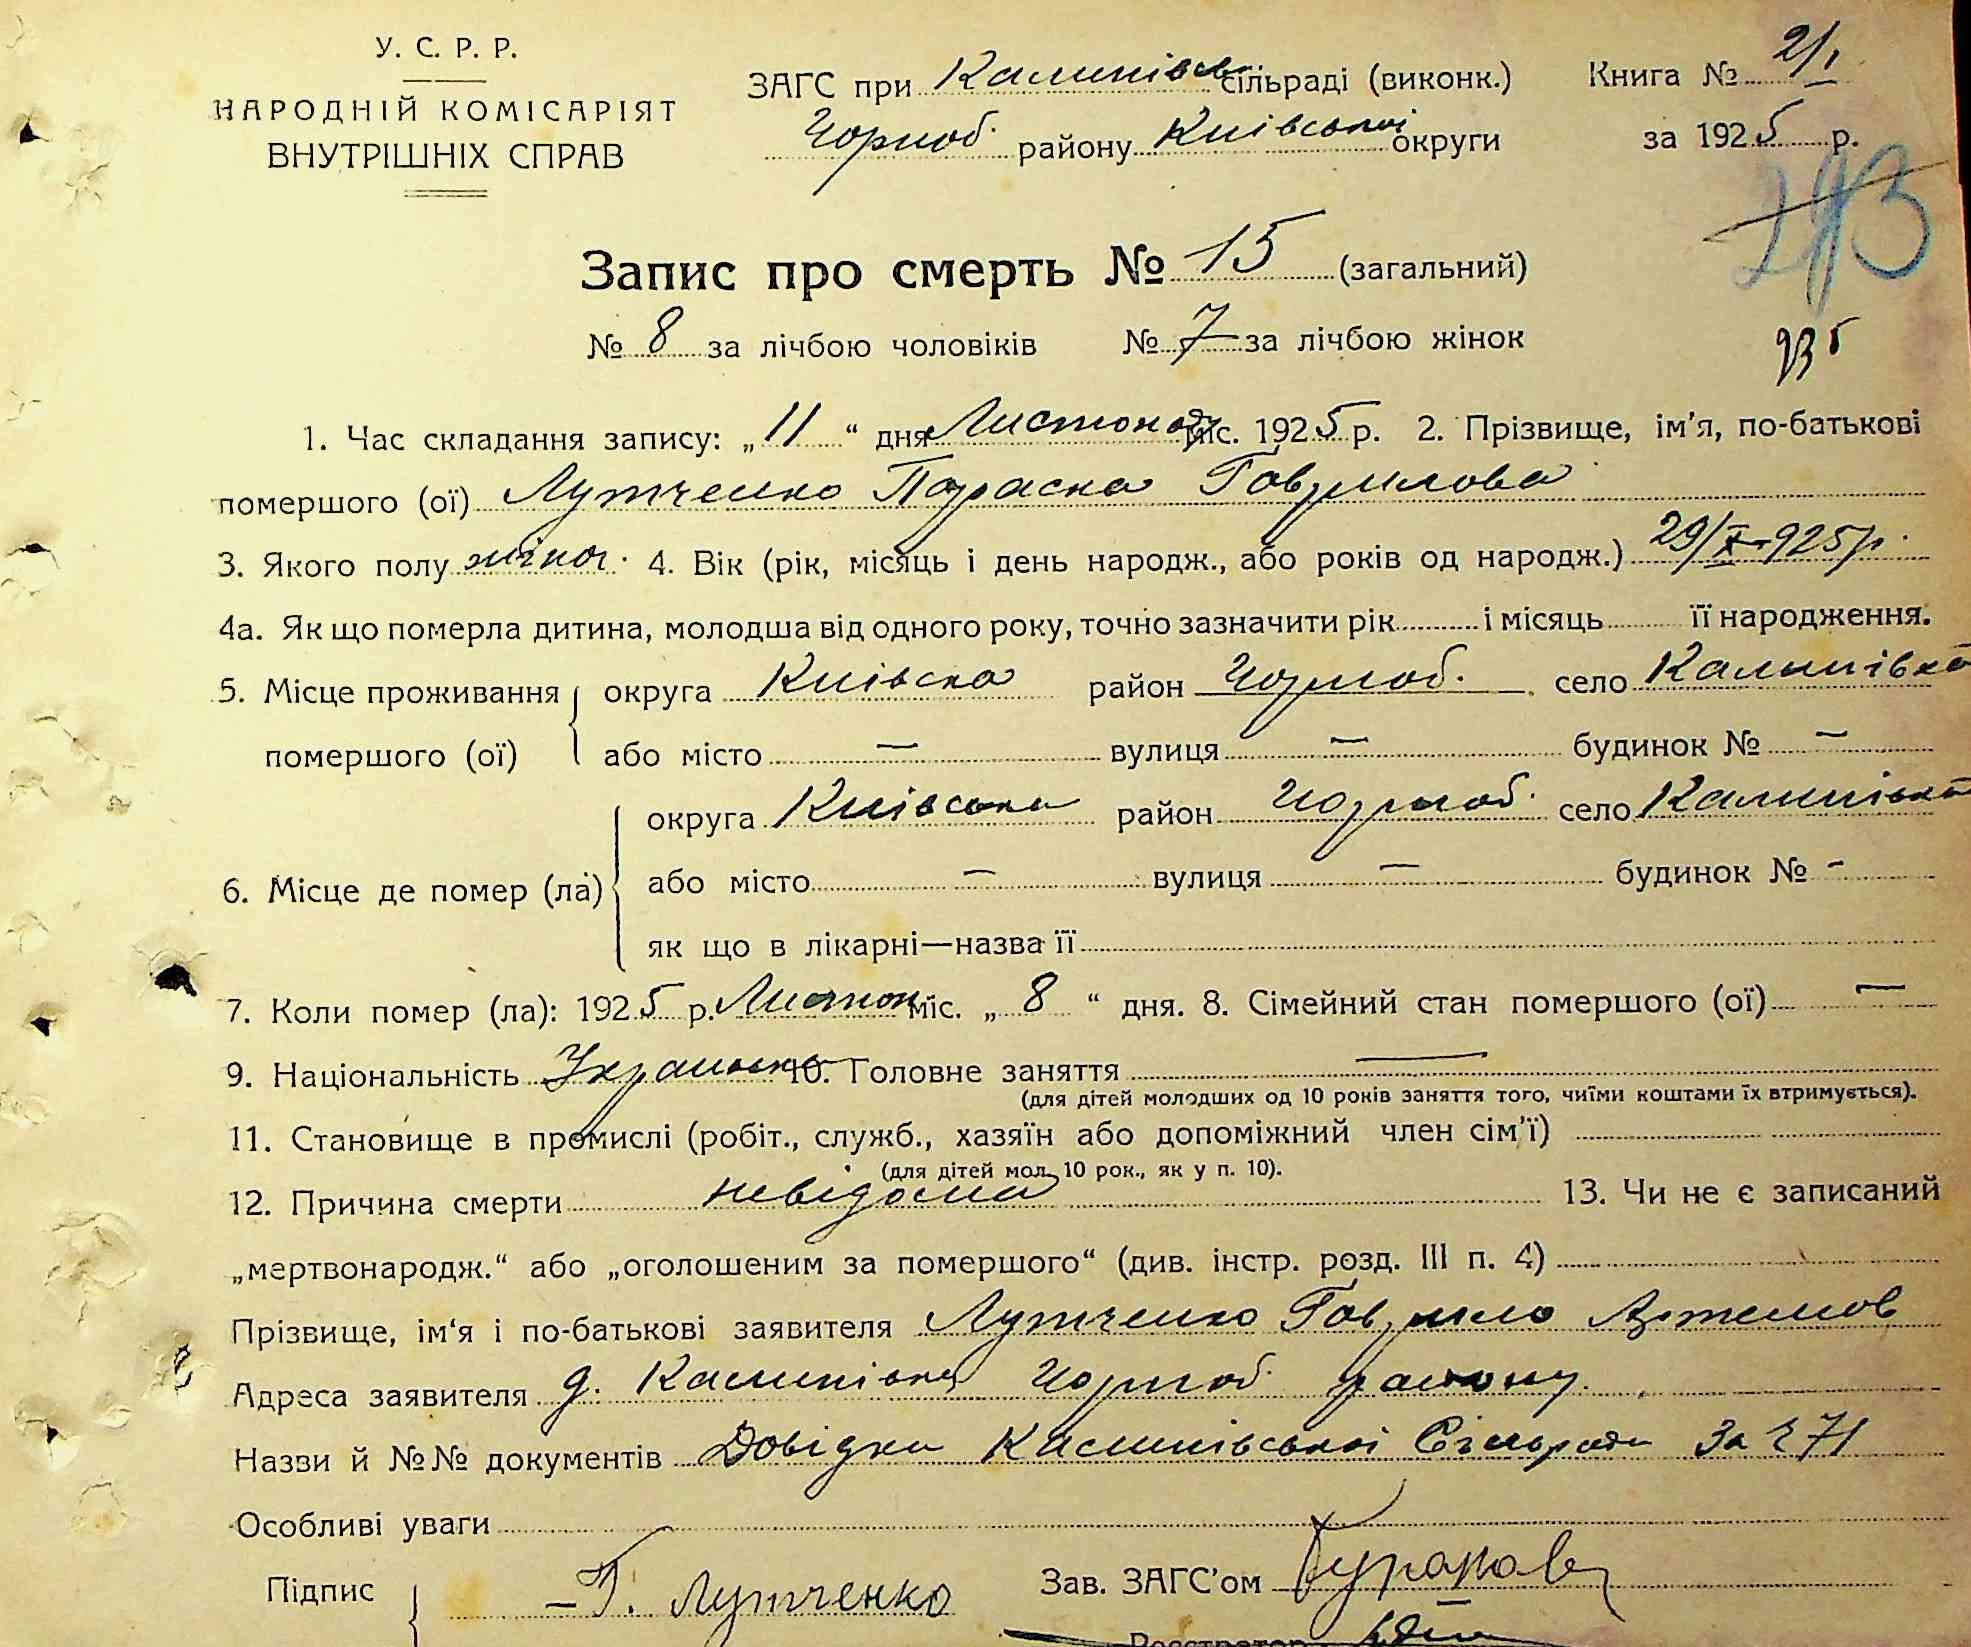 У. С. Р. Р.
НАРОДНІЙ КОМІСАРІЯТ
ВНУТРІШНІХ СПРАВ
ЗАГС при Калинівськ сільраді (виконк.) Книга № 2/I
Чорноб. району Київської округи за 1925 р.
293
Запис про смерть № 15 (загальний)
№ 8 за лічбою чоловіків № 7 за лічбою жінок
1. Час складання запису: „11“ дня Листопад міс. 1925 р. 2. Прізвище, ім'я, по-батькові
помершого (ої) Лутченко Параска Гаврилова
3. Якого полу жіноч. 4. Вік (рік, місяць і день народж., або років од народж.) 29/X-925 р.
4а. Як що померла дитина, молодша від одного року, точно зазначити рік і місяць її народження.
5. Місце проживання округа Київська район Чорноб. село Калинівка
помершого (ої) або місто — вулиця — будинок № —
округа Київська район Чорноб. село Калинівка
6. Місце де помер (ла) або місто — вулиця — будинок № -
як що в лікарні—назва її
7. Коли помер (ла): 1925 р. Листоп. міс. „8“ дня. 8. Сімейний стан помершого (ої) —
9. Національність Українська 10. Головне заняття —
(для дітей молодших од 10 років заняття того, чиїми коштами їх втримується).
11. Становище в промислі (робіт., служб., хазяїн або допоміжний член сім'ї)
(для дітей мол. 10 рок., як у п. 10).
12. Причина смерти невідома 13. Чи не є записаний
„мертвонародж.“ або „оголошеним за помершого“ (див. інстр. розд. III п. 4)
Прізвище, ім'я і по-батькові заявителя Лутченко Гаврило Артемов
Адреса заявителя д. Калинівка Чорноб. району
Назви й №№ документів Довідка Калинівської Сільради за 271
Особливі уваги
Підпис Г. Лутченко Зав. ЗАГС'ом
Реєстратор